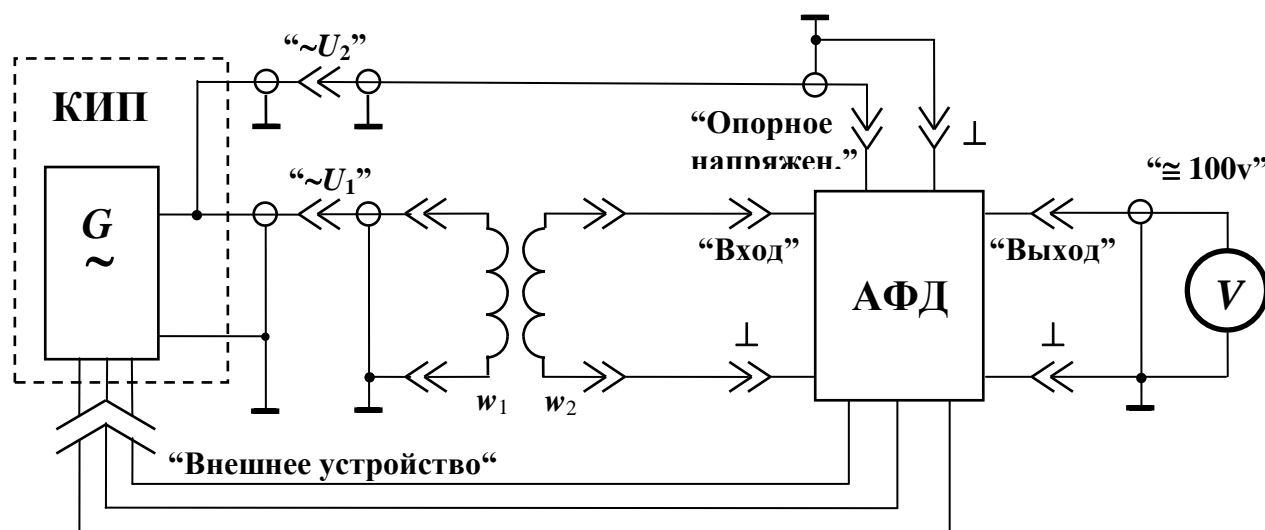 “~U₂”
КИП
“Опорное
напряжен.”
⊥
“~U₁”
“≅ 100v”
G
~
“Вход”
“Выход”
АФД
V
⊥
⊥
w₁
w₂
“Внешнее устройство“